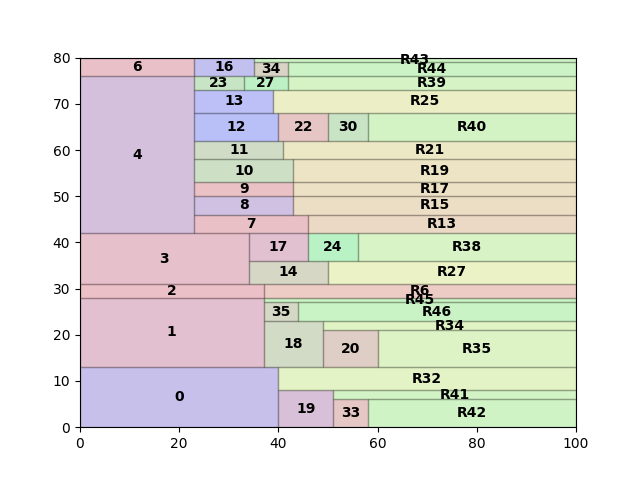 80
R43
6 16 34 R44
23 27 R39
70
13 R25
12 22 30 R40
60
11 R21
4
10 R19
50
9 R17
8 R15
7 R13
40
3 17 24 R38
14 R27
30
2 R6
R45
35 R46
20
1 18 R34
20 R35
10
0 R32
R41
19 33 R42
0
0 20 40 60 80 100